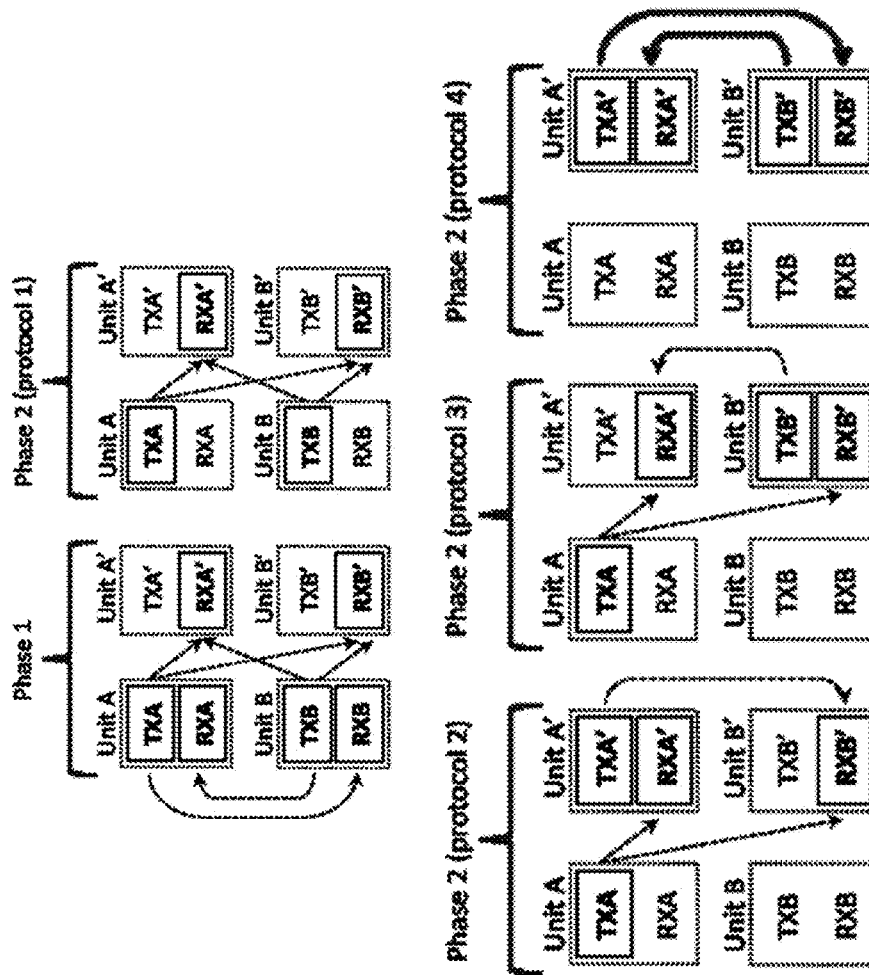 Phase 1
Unit A
TXA
RXA
Unit B
TXB
RXB
Unit A'
TXA'
RXA'
Unit B'
TXB'
RXB'
Phase 2 (protocol 1)
Unit A
TXA
RXA
Unit B
TXB
RXB
Unit A'
TXA'
RXA'
Unit B'
TXB'
RXB'
Phase 2 (protocol 2)
Unit A
TXA
RXA
Unit B
TXB
RXB
Unit A'
TXA'
RXA'
Unit B'
TXB'
RXB'
Phase 2 (protocol 3)
Unit A
TXA
RXA
Unit B
TXB
RXB
Unit A'
TXA'
RXA'
Unit B'
TXB'
RXB'
Phase 2 (protocol 4)
Unit A
TXA
RXA
Unit B
TXB
RXB
Unit A'
TXA'
RXA'
Unit B'
TXB'
RXB'